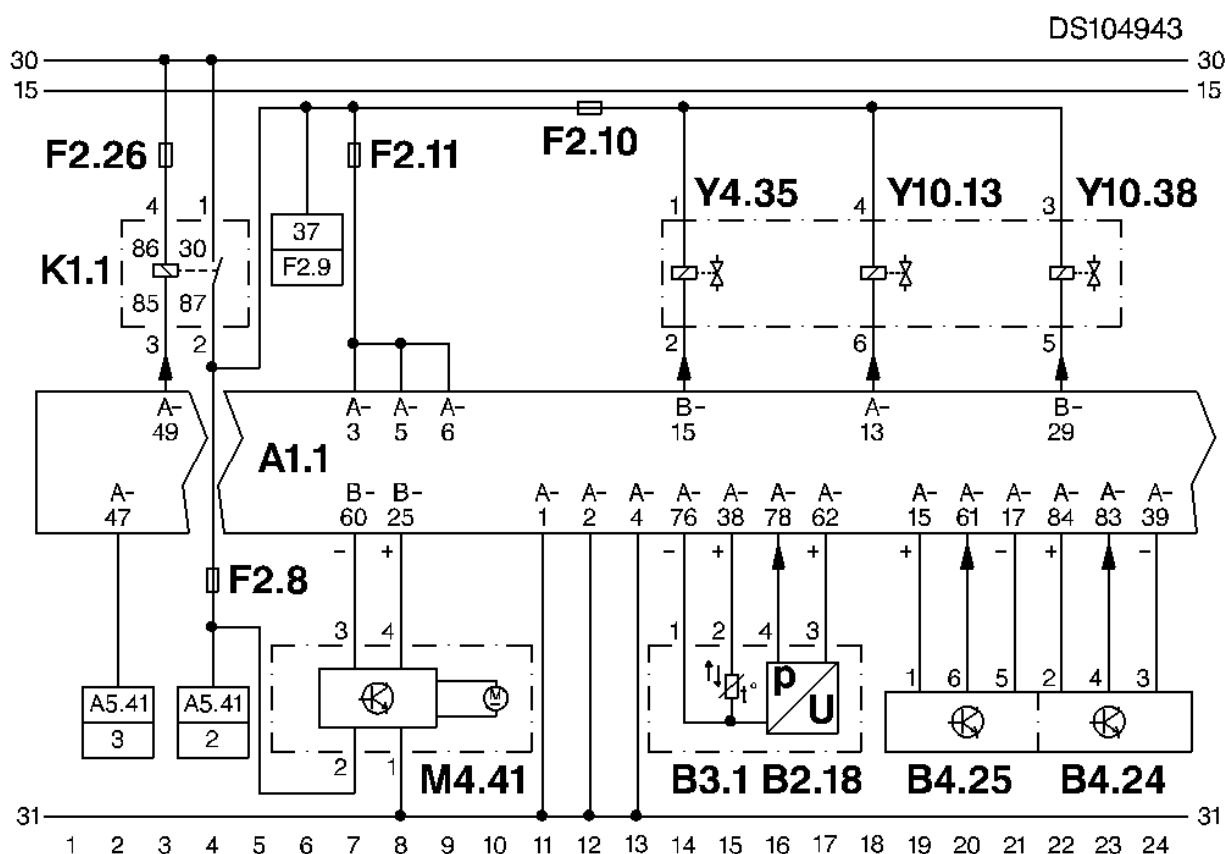 DS104943
30 30
15 15
F2.26 F2.11 F2.10
Y4.35 Y10.13 Y10.38
4 1 1 4 3
37
F2.9
86 30
K1.1
85 87
3 2 2 6 5
A- A- A- A- B- A- B-
49 3 5 6 15 13 29
A1.1
A- B- B- A- A- A- A- A- A- A- A- A- A- A- A- A-
47 60 25 1 2 4 76 38 78 62 15 61 17 84 83 39
- + - + + + - + -
F2.8
3 4 1 2 4 3
1 6 5 2 4 3
A5.41 A5.41
3 2
M
t°
p
U
2 1
M4.41 B3.1 B2.18 B4.25 B4.24
31 31
1 2 3 4 5 6 7 8 9 10 11 12 13 14 15 16 17 18 19 20 21 22 23 24